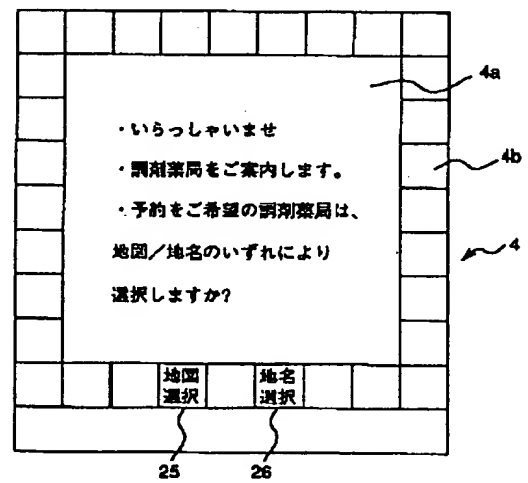 4a
・いらっしゃいませ
4b
・調剤薬局をご案内します。
・予約をご希望の調剤薬局は、
4
地図／地名のいずれにより
選択しますか?
地図
選択
地名
選択
25
26